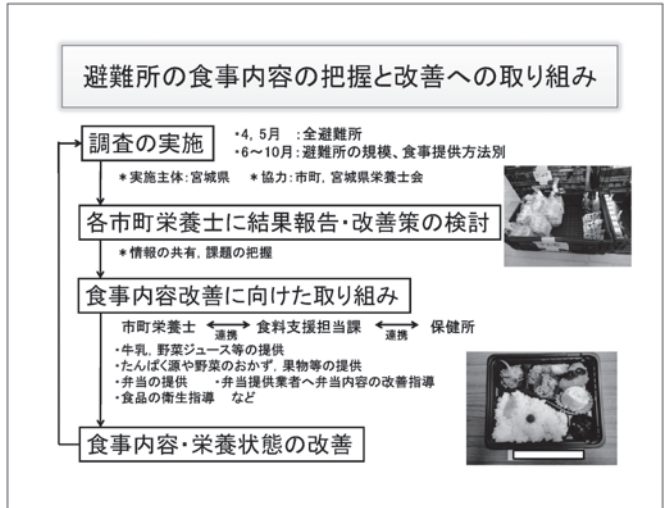 避難所の食事内容の把握と改善への取り組み
調査の実施
・4, 5月 :全避難所
・6~10月:避難所の規模、食事提供方法別
*実施主体:宮城県 *協力:市町, 宮城県栄養士会
各市町栄養士に結果報告・改善策の検討
*情報の共有, 課題の把握
食事内容改善に向けた取り組み
市町栄養士 連携 食料支援担当課 連携 保健所
・牛乳, 野菜ジュース等の提供
・たんぱく源や野菜のおかず, 果物等の提供
・弁当の提供 ・弁当提供業者へ弁当内容の改善指導
・食品の衛生指導 など
食事内容・栄養状態の改善